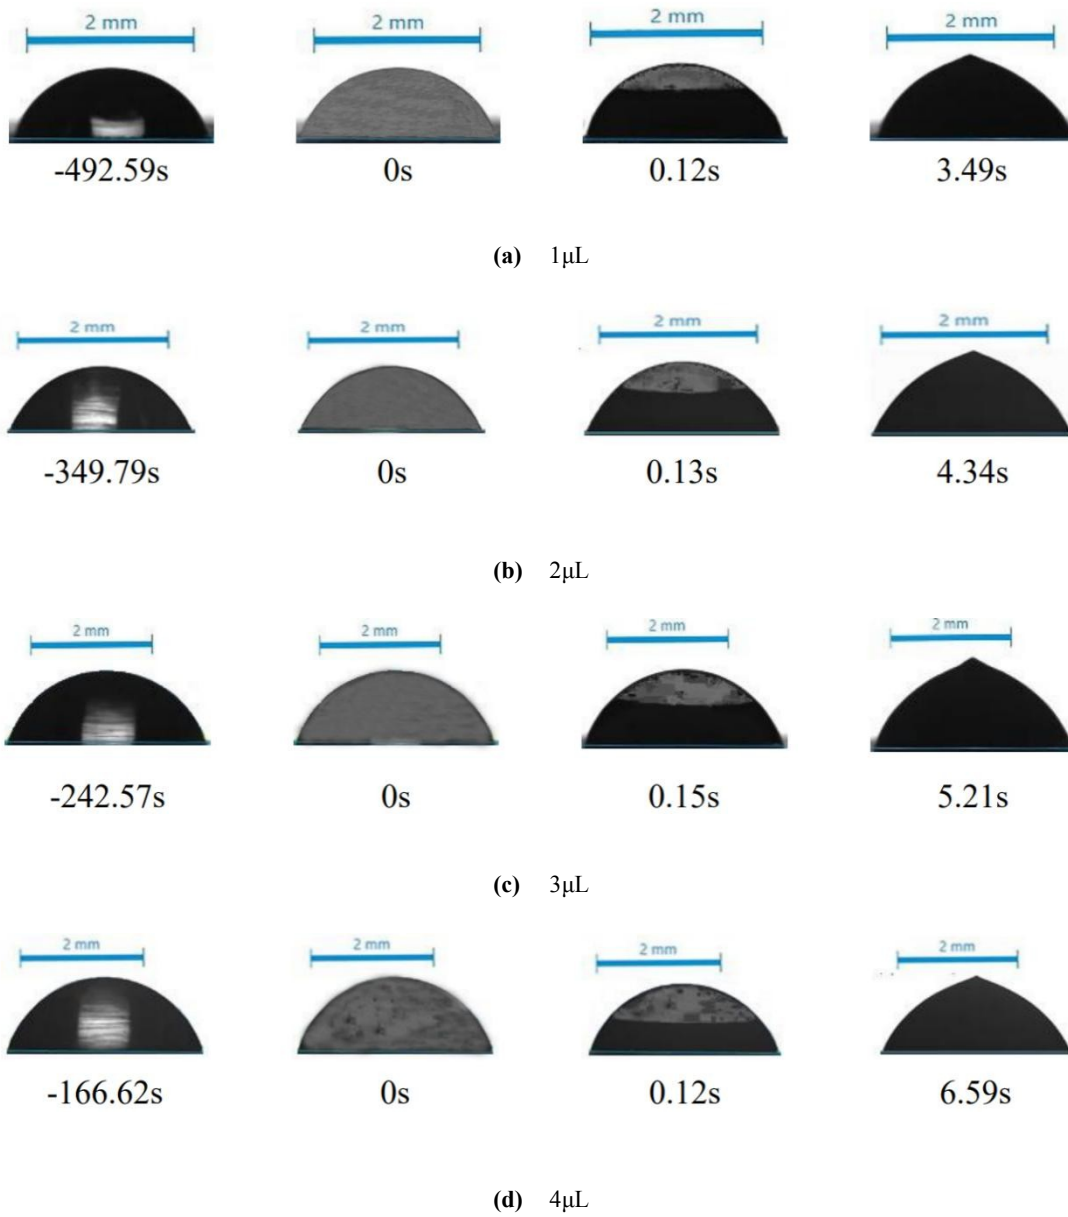 2 mm 2 mm 2 mm 2 mm
-492.59s 0s 0.12s 3.49s
(a) 1μL
2 mm 2 mm 2 mm 2 mm
-349.79s 0s 0.13s 4.34s
(b) 2μL
2 mm 2 mm 2 mm 2 mm
-242.57s 0s 0.15s 5.21s
(c) 3μL
2 mm 2 mm 2 mm 2 mm
-166.62s 0s 0.12s 6.59s
(d) 4μL